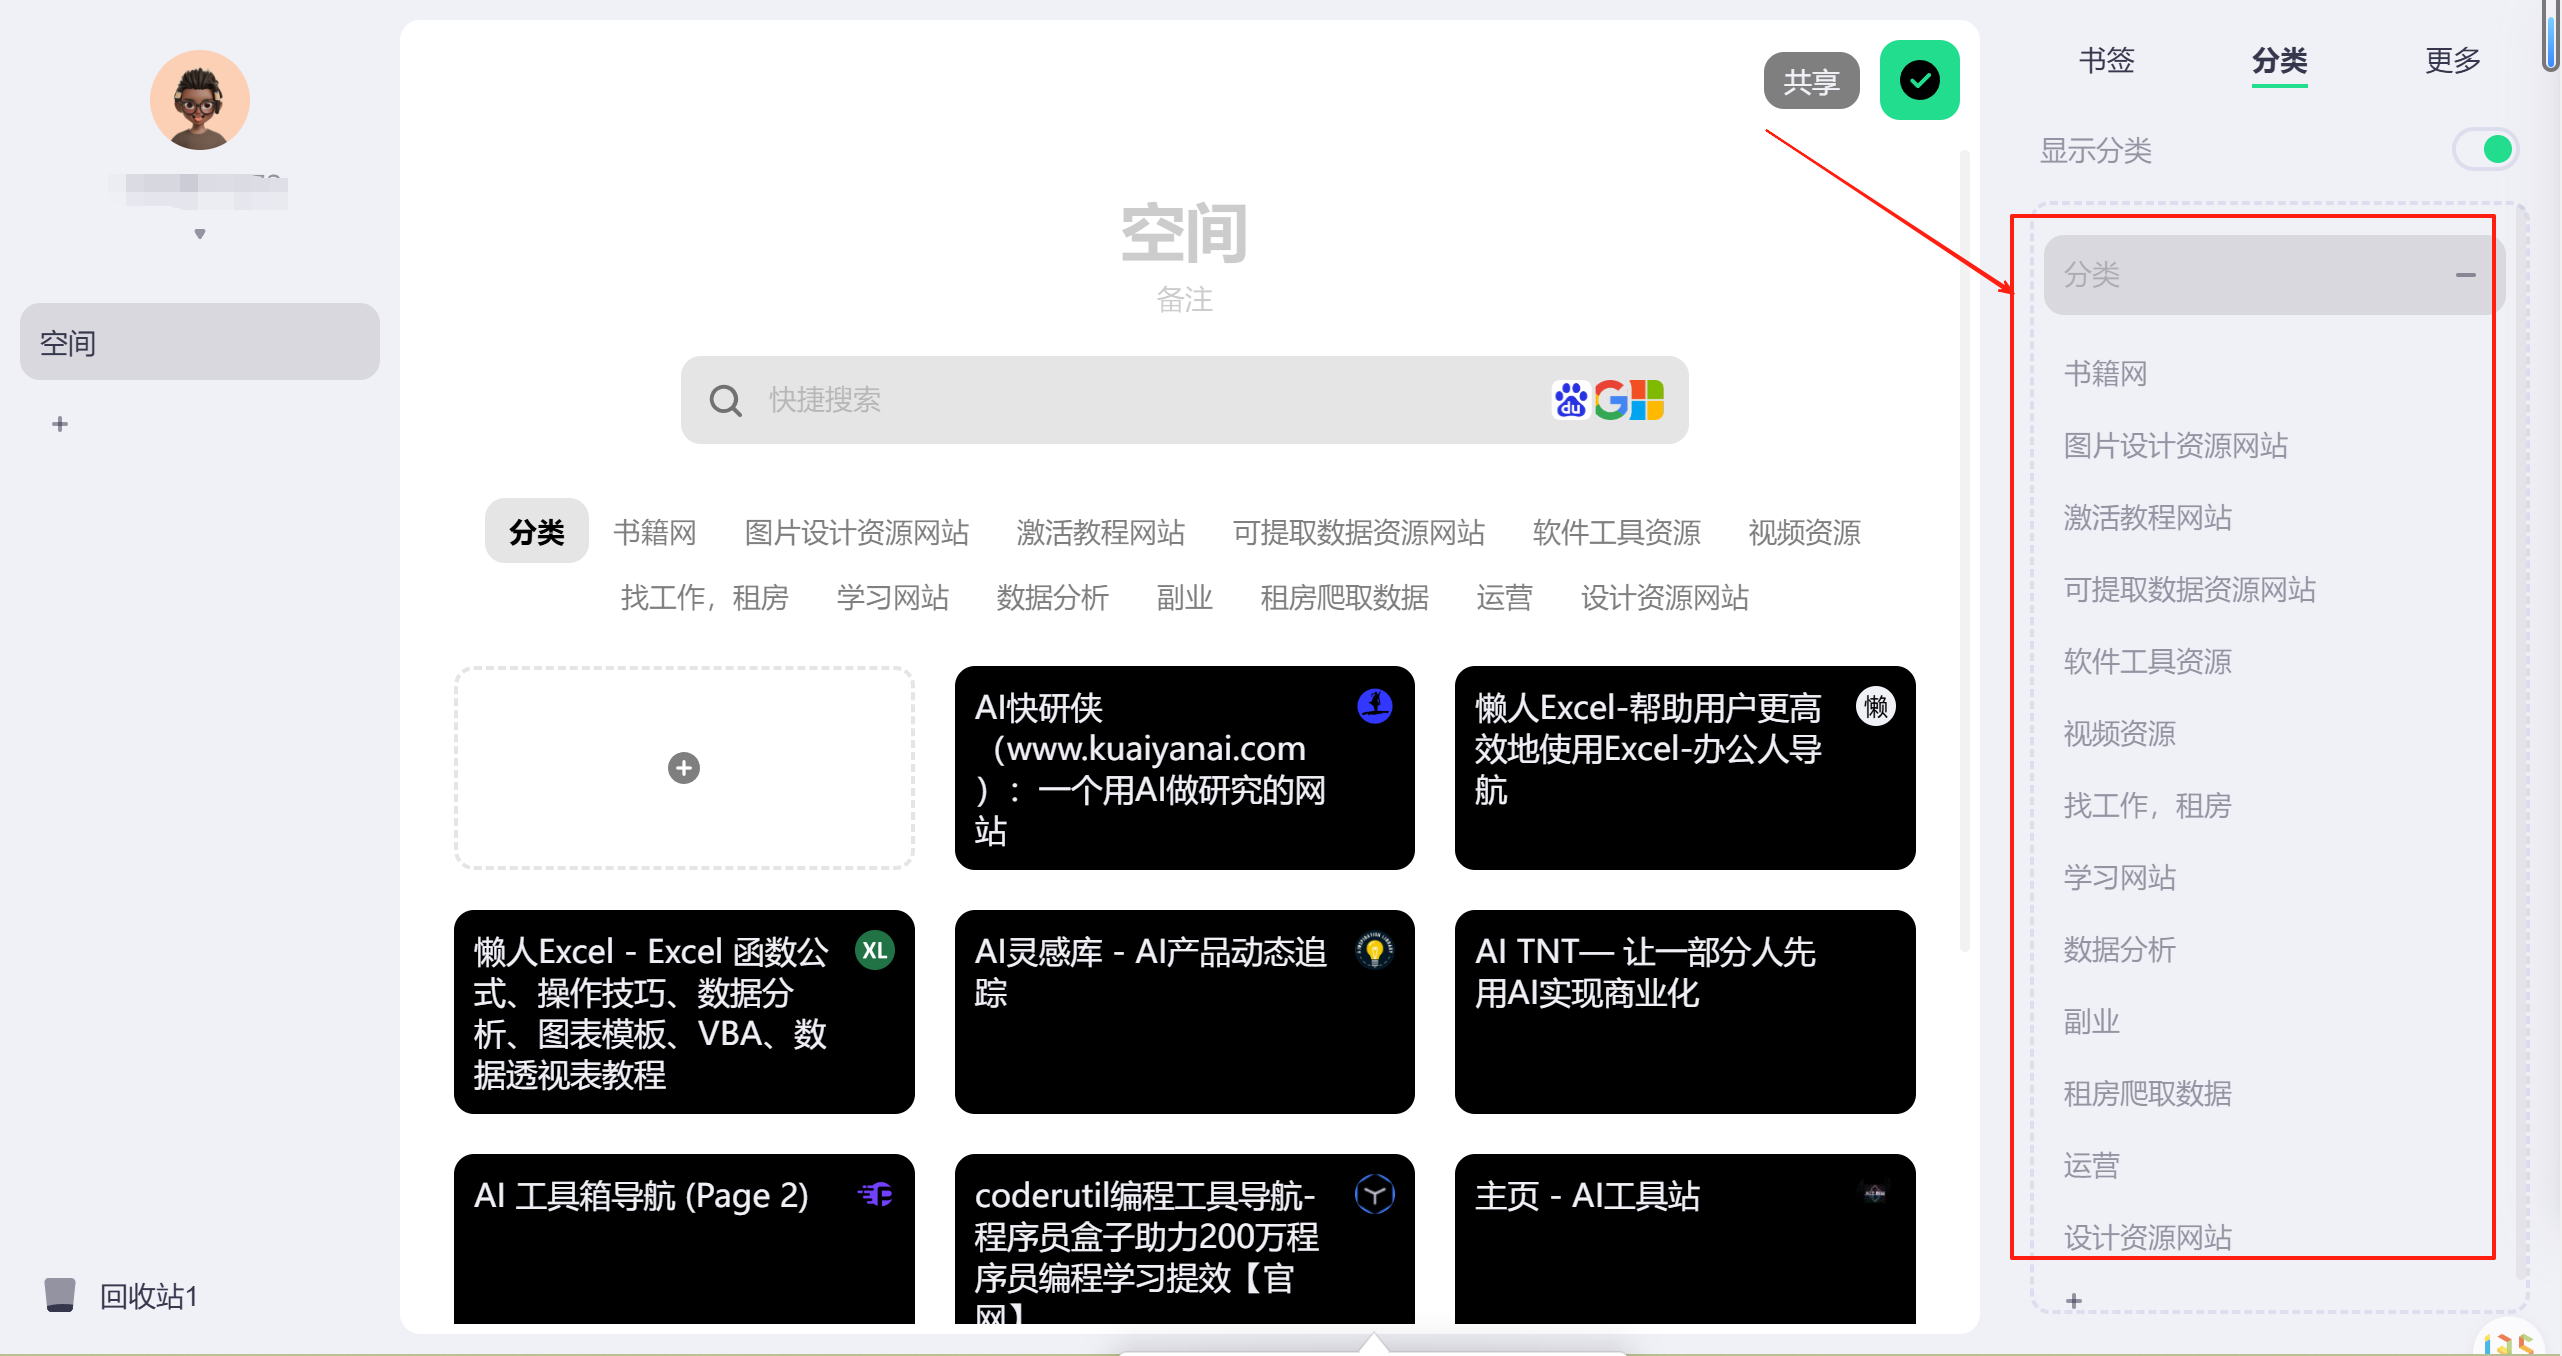 空间
+
回收站1
共享
空间
备注
快捷搜索
du
分类 书籍网 图片设计资源网站 激活教程网站 可提取数据资源网站 软件工具资源 视频资源
找工作，租房 学习网站 数据分析 副业 租房爬取数据 运营 设计资源网站
AI快研侠
（www.kuaiyanai.com
）：一个用AI做研究的网
站
懒人Excel-帮助用户更高
效地使用Excel-办公人导
航
懒
懒人Excel - Excel 函数公
式、操作技巧、数据分
析、图表模板、VBA、数
据透视表教程
XL
AI灵感库 - AI产品动态追
踪
AI TNT— 让一部分人先
用AI实现商业化
AI 工具箱导航 (Page 2)
coderutil编程工具导航-
程序员盒子助力200万程
序员编程学习提效【官
网】
主页 - AI工具站
书签 分类 更多
显示分类
分类
书籍网
图片设计资源网站
激活教程网站
可提取数据资源网站
软件工具资源
视频资源
找工作，租房
学习网站
数据分析
副业
租房爬取数据
运营
设计资源网站
+